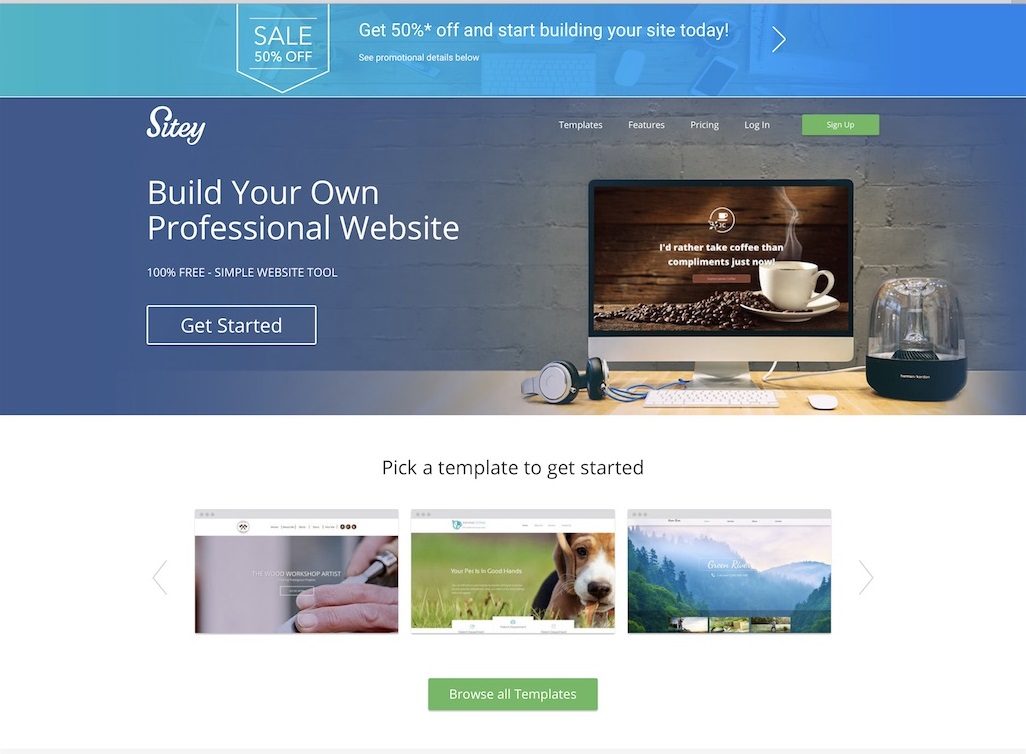 SALE
50% OFF
Get 50%* off and start building your site today!
See promotional details below
Sitey
Templates
Features
Pricing
Log In
Sign Up
Build Your Own
Professional Website
100% FREE - SIMPLE WEBSITE TOOL
Get Started
JC
I'd rather take coffee than
compliments just now!
harman/kardon
Pick a template to get started
THE WOOD WORKSHOP ARTIST
Your Pet Is in Good Hands
Green River
Browse all Templates